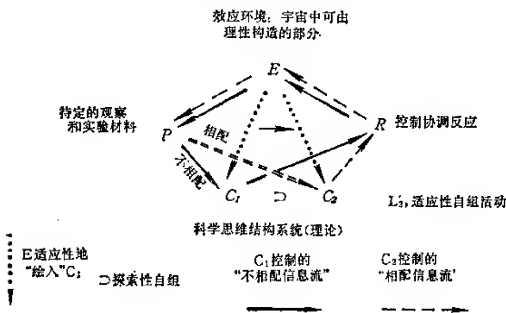 效应环境：宇宙中可由
理性构造的部分
E
待定的观察
和实验材料
P
相配
R
控制协调反应
不相配
C₁
⊃
C₂
L₂', 适应性自组活动
科学思维结构系统(理论)
E适应性地
“绘入”C₁
⊃探索性自组
C₁控制的
“不相配信息流”
C₂控制的
“相配信息流”